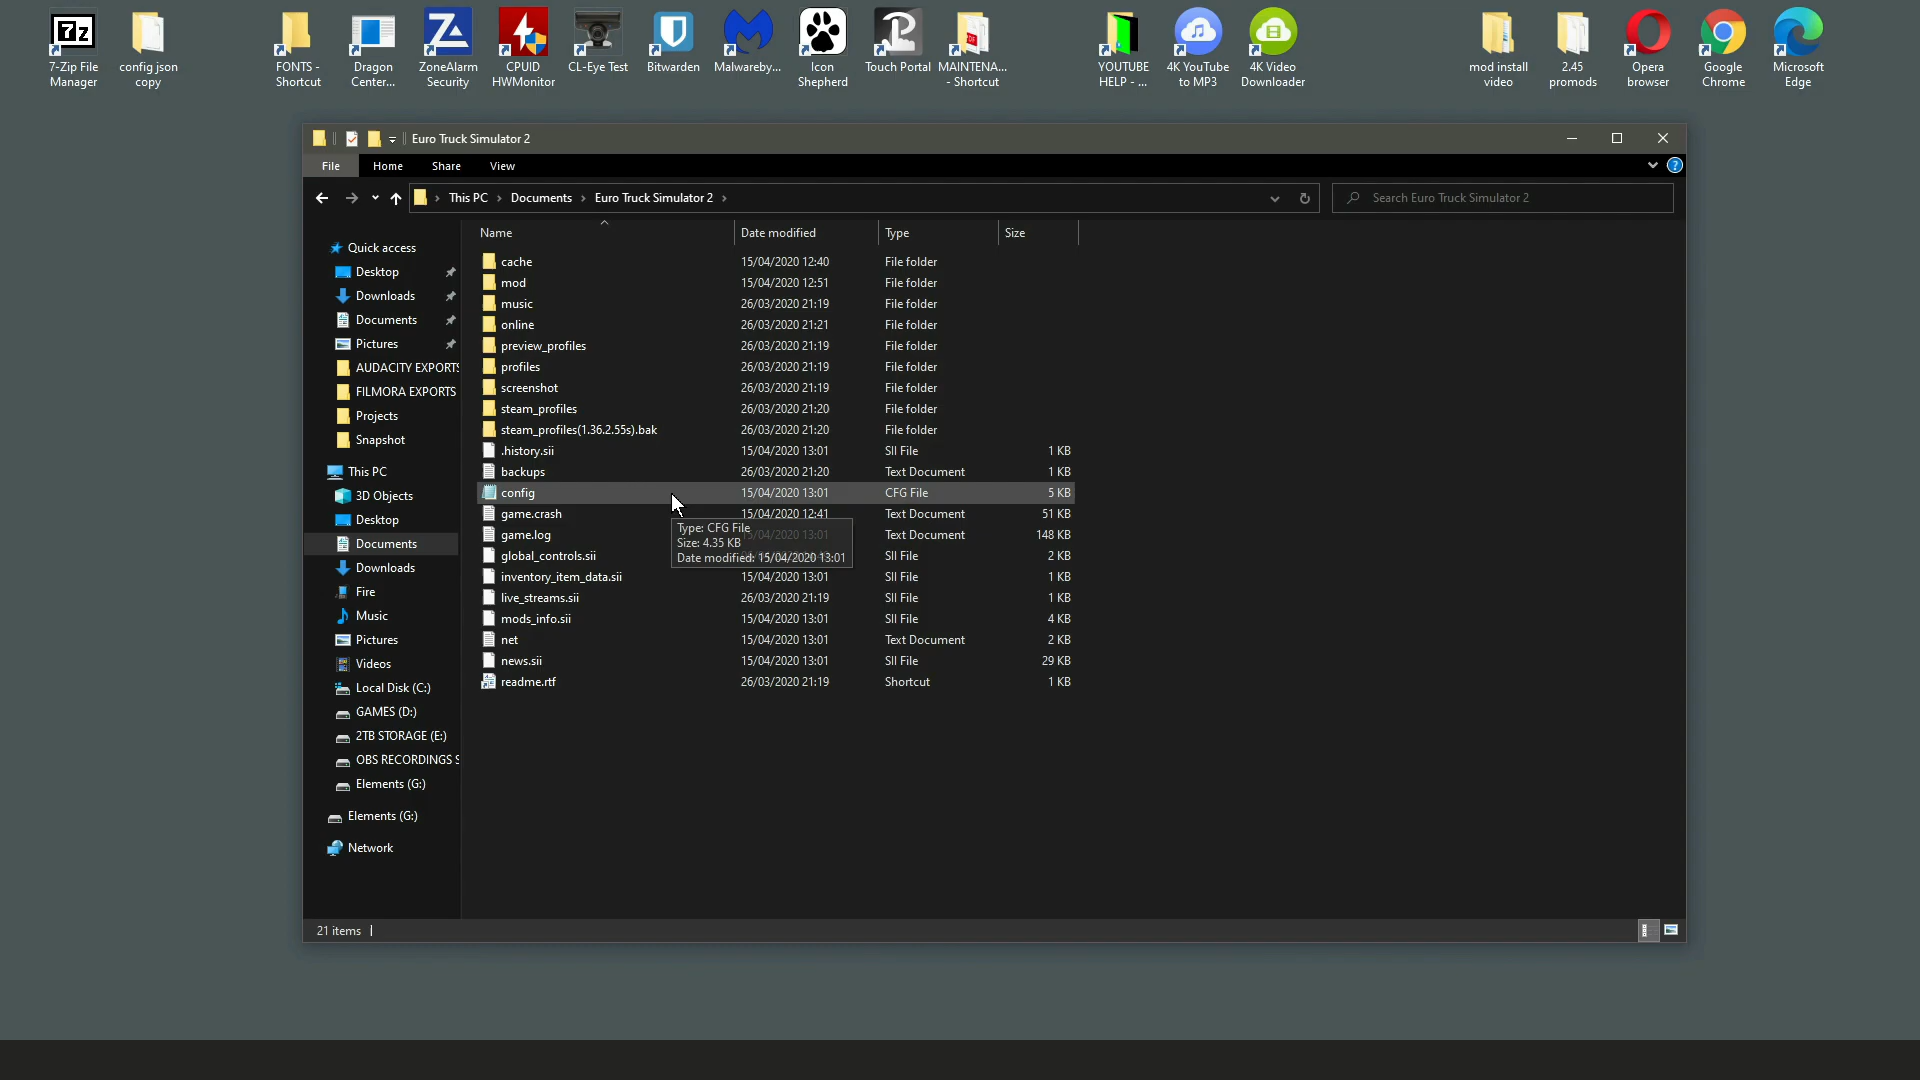 7-Zip File Manager
config json copy
FONTS - Shortcut
Dragon Center...
ZoneAlarm Security
CPUID HWMonitor
CL-Eye Test
Bitwarden
Malwareby...
Icon Shepherd
Touch Portal
MAINTENA... - Shortcut
YOUTUBE HELP - ...
4K YouTube to MP3
4K Video Downloader
mod install video
2.45 promods
Opera browser
Google Chrome
Microsoft Edge
Euro Truck Simulator 2
File Home Share View
This PC › Documents › Euro Truck Simulator 2 ›
Search Euro Truck Simulator 2
Quick access
Desktop
Downloads
Documents
Pictures
AUDACITY EXPORTS
FILMORA EXPORTS
Projects
Snapshot
This PC
3D Objects
Desktop
Documents
Downloads
Fire
Music
Pictures
Videos
Local Disk (C:)
GAMES (D:)
2TB STORAGE (E:)
OBS RECORDINGS S
Elements (G:)
Elements (G:)
Network
Name Date modified Type Size
cache 15/04/2020 12:40 File folder
mod 15/04/2020 12:51 File folder
music 26/03/2020 21:19 File folder
online 26/03/2020 21:21 File folder
preview_profiles 26/03/2020 21:19 File folder
profiles 26/03/2020 21:19 File folder
screenshot 26/03/2020 21:19 File folder
steam_profiles 26/03/2020 21:20 File folder
steam_profiles(1.36.2.55s).bak 26/03/2020 21:20 File folder
.history.sii 15/04/2020 13:01 SII File 1 KB
backups 26/03/2020 21:20 Text Document 1 KB
config 15/04/2020 13:01 CFG File 5 KB
game.crash 15/04/2020 12:41 Text Document 51 KB
game.log 15/04/2020 13:01 Text Document 148 KB
global_controls.sii SII File 2 KB
inventory_item_data.sii 15/04/2020 13:01 SII File 1 KB
live_streams.sii 26/03/2020 21:19 SII File 1 KB
mods_info.sii 15/04/2020 13:01 SII File 4 KB
net 15/04/2020 13:01 Text Document 2 KB
news.sii 15/04/2020 13:01 SII File 29 KB
readme.rtf 26/03/2020 21:19 Shortcut 1 KB
Type: CFG File
Size: 4.35 KB
Date modified: 15/04/2020 13:01
21 items